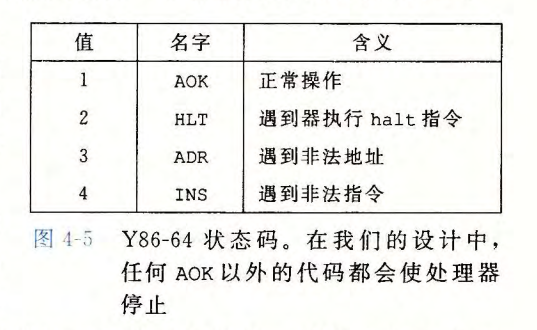 值 名字 含义
1 AOK 正常操作
2 HLT 遇到器执行 halt 指令
3 ADR 遇到非法地址
4 INS 遇到非法指令
图 4-5 Y86-64 状态码。在我们的设计中，
任何 AOK 以外的代码都会使处理器
停止